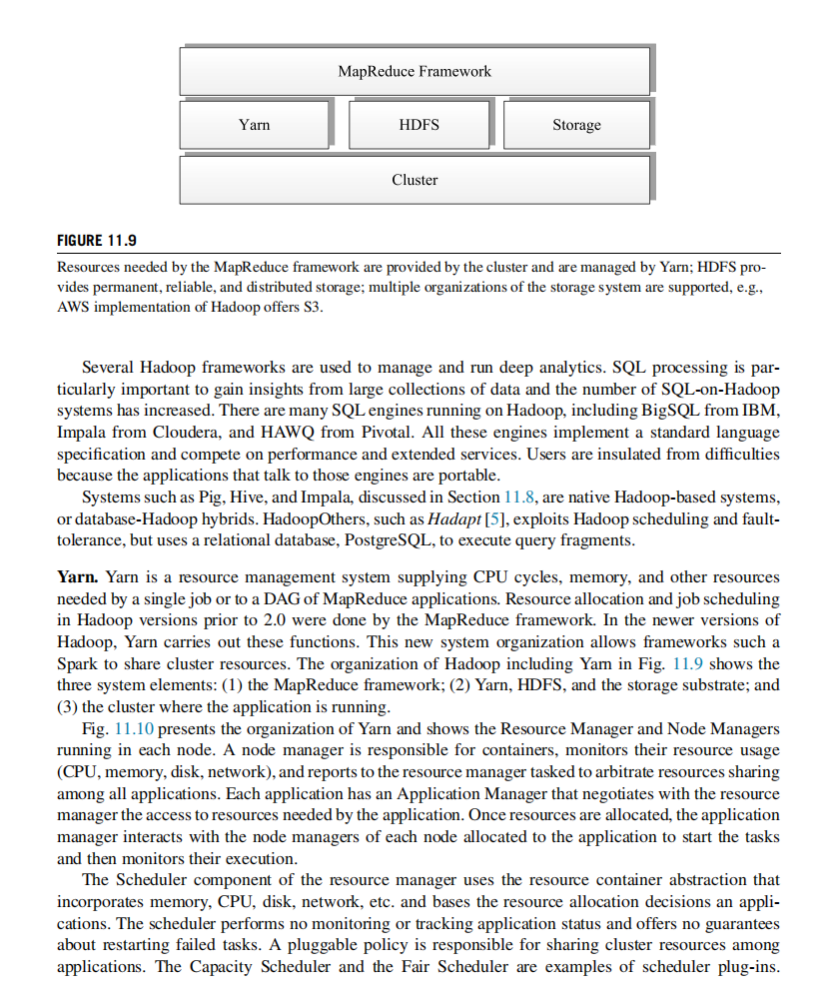 MapReduce Framework
Yarn
HDFS
Storage
Cluster
FIGURE 11.9
Resources needed by the MapReduce framework are provided by the cluster and are managed by Yarn; HDFS pro-
vides permanent, reliable, and distributed storage; multiple organizations of the storage system are supported, e.g.,
AWS implementation of Hadoop offers S3.
Several Hadoop frameworks are used to manage and run deep analytics. SQL processing is par-
ticularly important to gain insights from large collections of data and the number of SQL-on-Hadoop
systems has increased. There are many SQL engines running on Hadoop, including BigSQL from IBM,
Impala from Cloudera, and HAWQ from Pivotal. All these engines implement a standard language
specification and compete on performance and extended services. Users are insulated from difficulties
because the applications that talk to those engines are portable.
Systems such as Pig, Hive, and Impala, discussed in Section 11.8, are native Hadoop-based systems,
or database-Hadoop hybrids. HadoopOthers, such as Hadapt [5], exploits Hadoop scheduling and fault-
tolerance, but uses a relational database, PostgreSQL, to execute query fragments.
Yarn. Yarn is a resource management system supplying CPU cycles, memory, and other resources
needed by a single job or to a DAG of MapReduce applications. Resource allocation and job scheduling
in Hadoop versions prior to 2.0 were done by the MapReduce framework. In the newer versions of
Hadoop, Yarn carries out these functions. This new system organization allows frameworks such a
Spark to share cluster resources. The organization of Hadoop including Yarn in Fig. 11.9 shows the
three system elements: (1) the MapReduce framework; (2) Yarn, HDFS, and the storage substrate; and
(3) the cluster where the application is running.
Fig. 11.10 presents the organization of Yarn and shows the Resource Manager and Node Managers
running in each node. A node manager is responsible for containers, monitors their resource usage
(CPU, memory, disk, network), and reports to the resource manager tasked to arbitrate resources sharing
among all applications. Each application has an Application Manager that negotiates with the resource
manager the access to resources needed by the application. Once resources are allocated, the application
manager interacts with the node managers of each node allocated to the application to start the tasks
and then monitors their execution.
The Scheduler component of the resource manager uses the resource container abstraction that
incorporates memory, CPU, disk, network, etc. and bases the resource allocation decisions an appli-
cations. The scheduler performs no monitoring or tracking application status and offers no guarantees
about restarting failed tasks. A pluggable policy is responsible for sharing cluster resources among
applications. The Capacity Scheduler and the Fair Scheduler are examples of scheduler plug-ins.